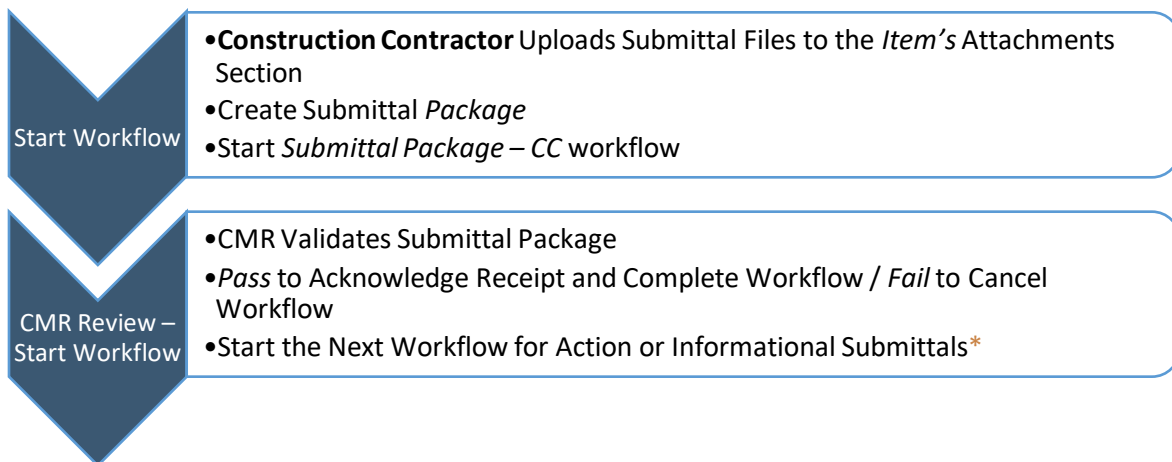 Start Workflow
•Construction Contractor Uploads Submittal Files to the Item’s Attachments
Section
•Create Submittal Package
•Start Submittal Package – CC workflow
CMR Review –
Start Workflow
•CMR Validates Submittal Package
•Pass to Acknowledge Receipt and Complete Workflow / Fail to Cancel
Workflow
•Start the Next Workflow for Action or Informational Submittals*